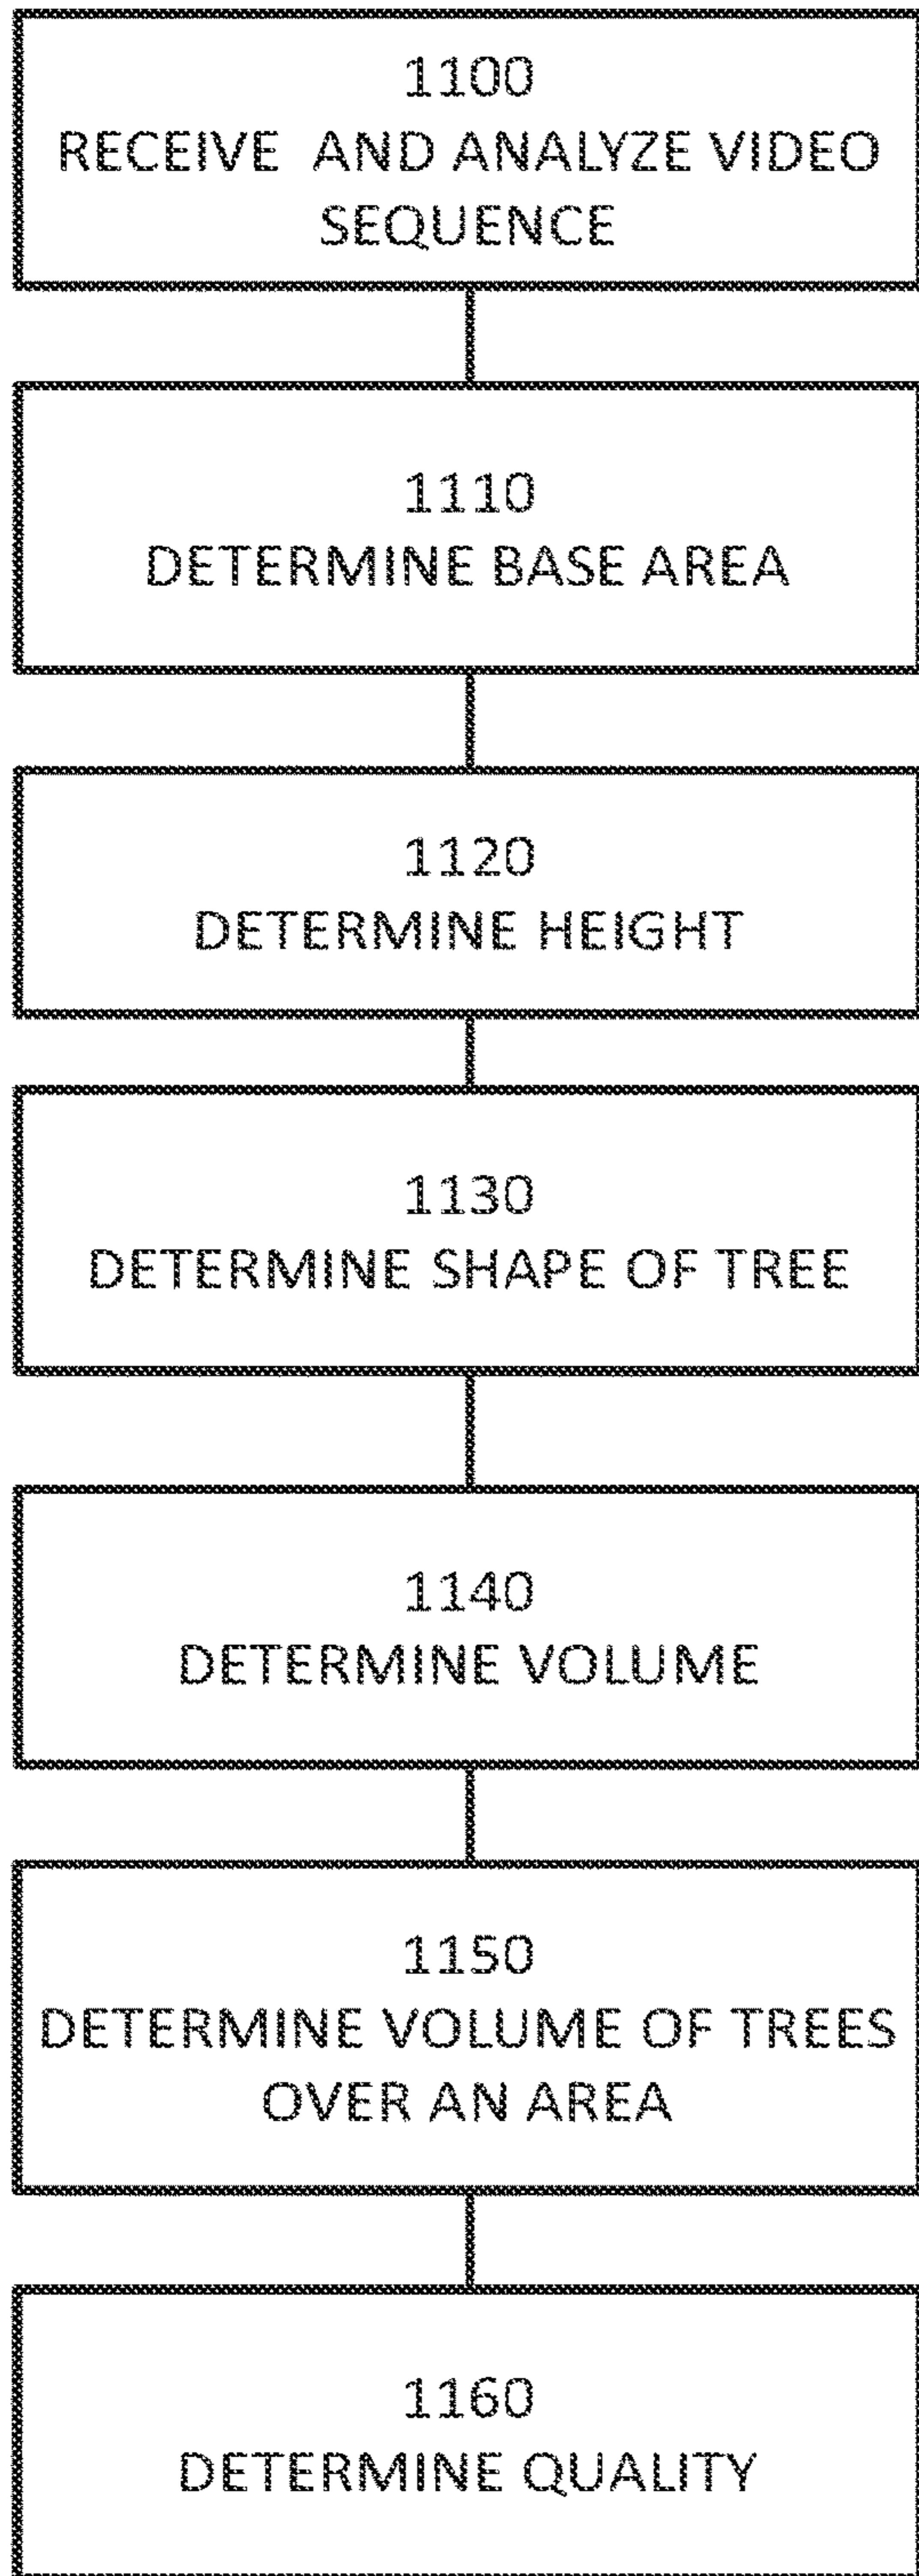 1100
RECEIVE AND ANALYZE VIDEO
SEQUENCE
1110
DETERMINE BASE AREA
1120
DETERMINE HEIGHT
1130
DETERMINE SHAPE OF TREE
1140
DETERMINE VOLUME
1150
DETERMINE VOLUME OF TREES
OVER AN AREA
1160
DETERMINE QUALITY